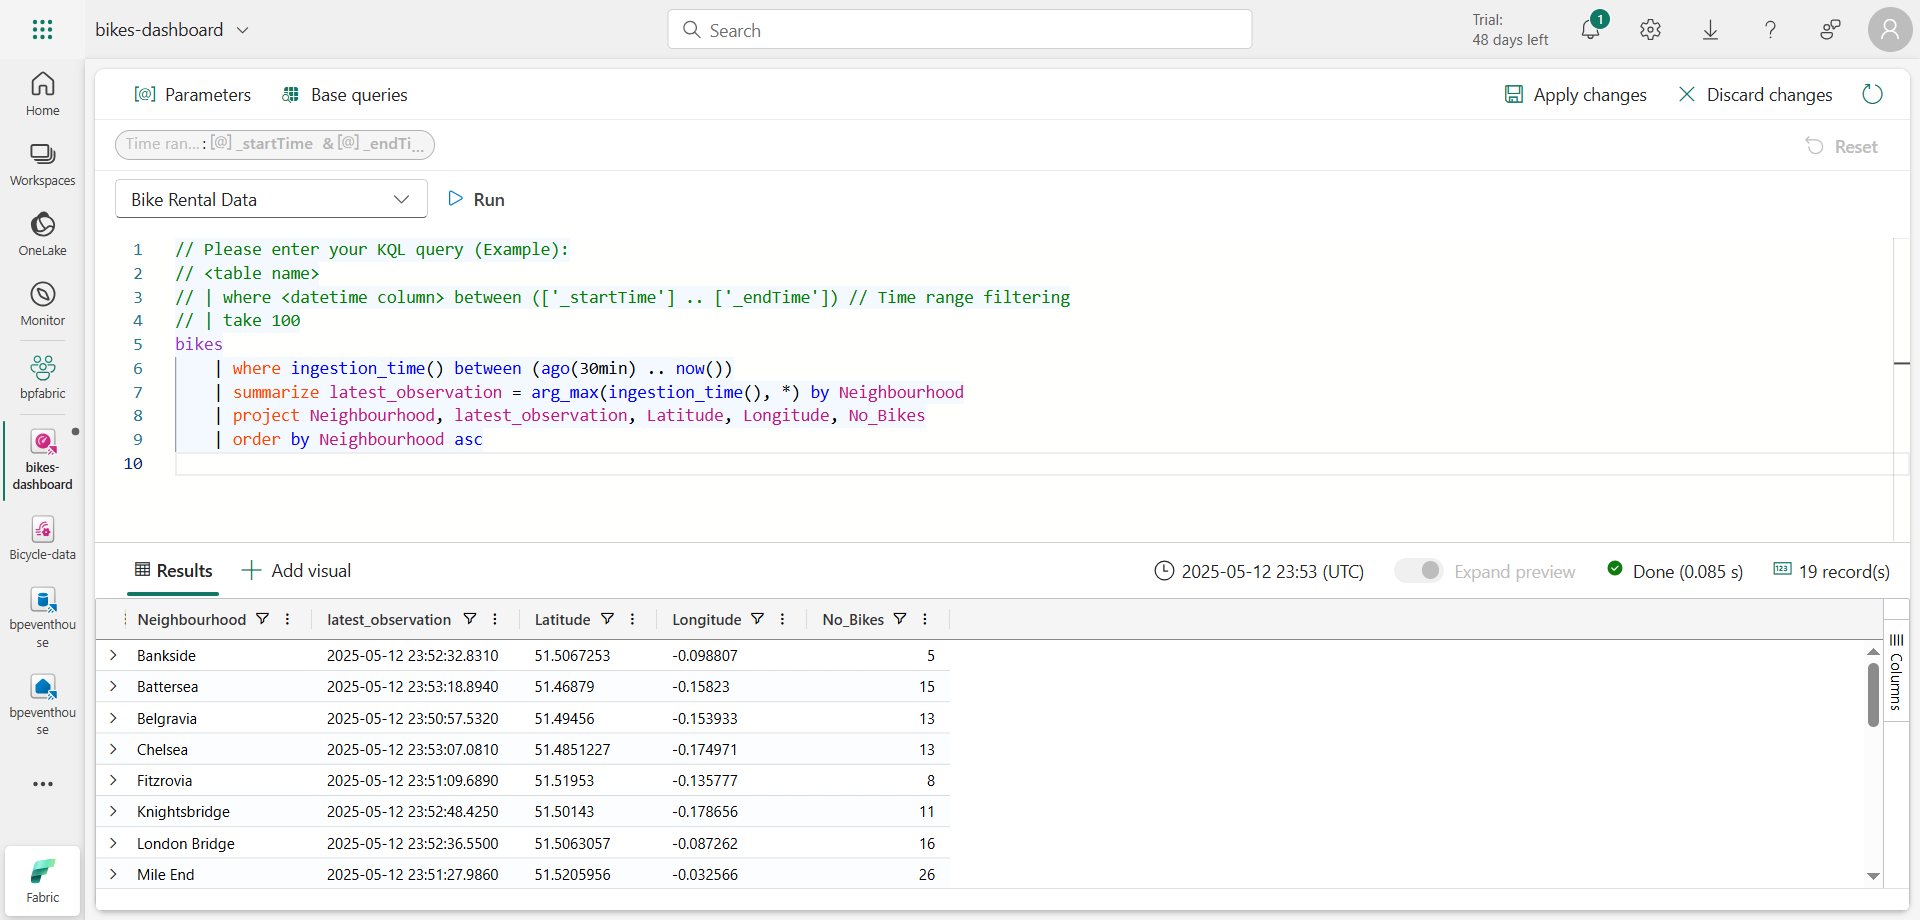 bikes-dashboard
Search
Trial:
48 days left
1
Home
Workspaces
OneLake
Monitor
bpfabric
bikes-
dashboard
Bicycle-data
bpeventhou
se
bpeventhou
se
Fabric
Parameters
Base queries
Apply changes
Discard changes
Time ran... : [@] _startTime & [@] _endTi...
Reset
Bike Rental Data
Run
1 // Please enter your KQL query (Example):
2 // <table name>
3 // | where <datetime column> between (['_startTime'] .. ['_endTime']) // Time range filtering
4 // | take 100
5 bikes
6 | where ingestion_time() between (ago(30min) .. now())
7 | summarize latest_observation = arg_max(ingestion_time(), *) by Neighbourhood
8 | project Neighbourhood, latest_observation, Latitude, Longitude, No_Bikes
9 | order by Neighbourhood asc
10
Results
Add visual
2025-05-12 23:53 (UTC)
Expand preview
Done (0.085 s)
19 record(s)
Neighbourhood latest_observation Latitude Longitude No_Bikes
Bankside 2025-05-12 23:52:32.8310 51.5067253 -0.098807 5
Battersea 2025-05-12 23:53:18.8940 51.46879 -0.15823 15
Belgravia 2025-05-12 23:50:57.5320 51.49456 -0.153933 13
Chelsea 2025-05-12 23:53:07.0810 51.4851227 -0.174971 13
Fitzrovia 2025-05-12 23:51:09.6890 51.51953 -0.135777 8
Knightsbridge 2025-05-12 23:52:48.4250 51.50143 -0.178656 11
London Bridge 2025-05-12 23:52:36.5500 51.5063057 -0.087262 16
Mile End 2025-05-12 23:51:27.9860 51.5205956 -0.032566 26
Columns